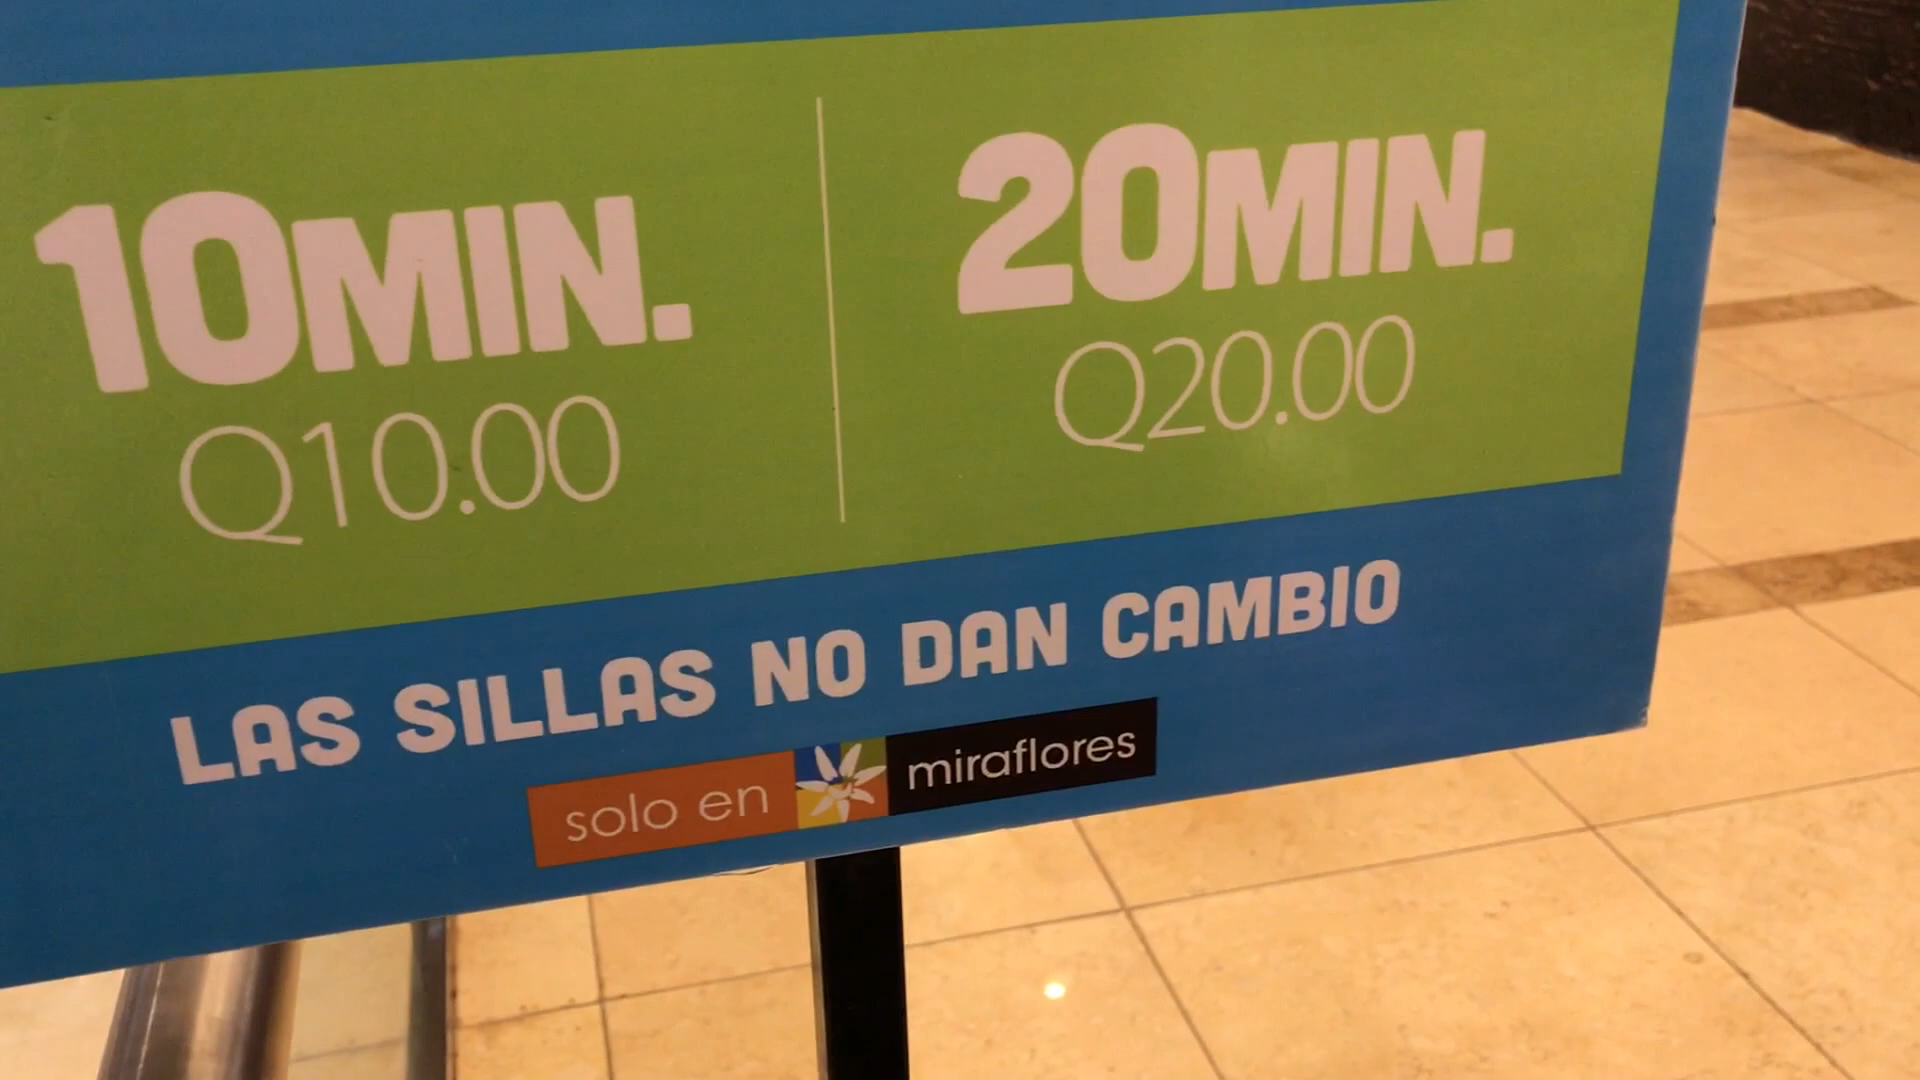 10MIN.
Q10.00
20MIN.
Q20.00
LAS SILLAS NO DAN CAMBIO
solo en miraflores